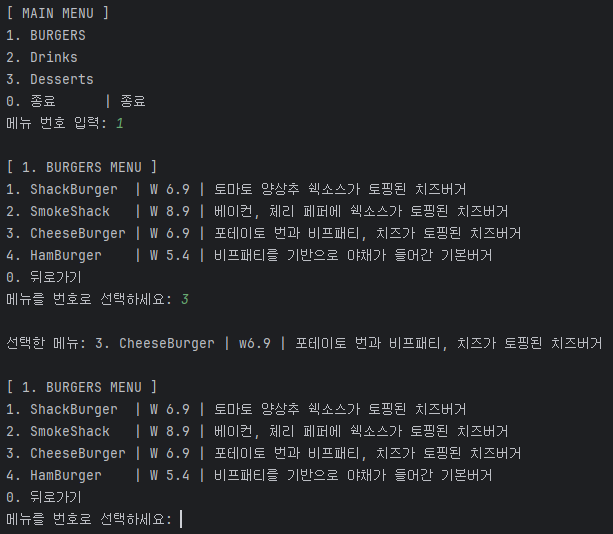 [ MAIN MENU ]
1. BURGERS
2. Drinks
3. Desserts
0. 종료      | 종료
메뉴 번호 입력: 1

[ 1. BURGERS MENU ]
1. ShackBurger  | W 6.9 | 토마토 양상추 쉑소스가 토핑된 치즈버거
2. SmokeShack   | W 8.9 | 베이컨, 체리 페퍼에 쉑소스가 토핑된 치즈버거
3. CheeseBurger | W 6.9 | 포테이토 번과 비프패티, 치즈가 토핑된 치즈버거
4. HamBurger    | W 5.4 | 비프패티를 기반으로 야채가 들어간 기본버거
0. 뒤로가기
메뉴를 번호로 선택하세요: 3

선택한 메뉴: 3. CheeseBurger | w6.9 | 포테이토 번과 비프패티, 치즈가 토핑된 치즈버거

[ 1. BURGERS MENU ]
1. ShackBurger  | W 6.9 | 토마토 양상추 쉑소스가 토핑된 치즈버거
2. SmokeShack   | W 8.9 | 베이컨, 체리 페퍼에 쉑소스가 토핑된 치즈버거
3. CheeseBurger | W 6.9 | 포테이토 번과 비프패티, 치즈가 토핑된 치즈버거
4. HamBurger    | W 5.4 | 비프패티를 기반으로 야채가 들어간 기본버거
0. 뒤로가기
메뉴를 번호로 선택하세요: